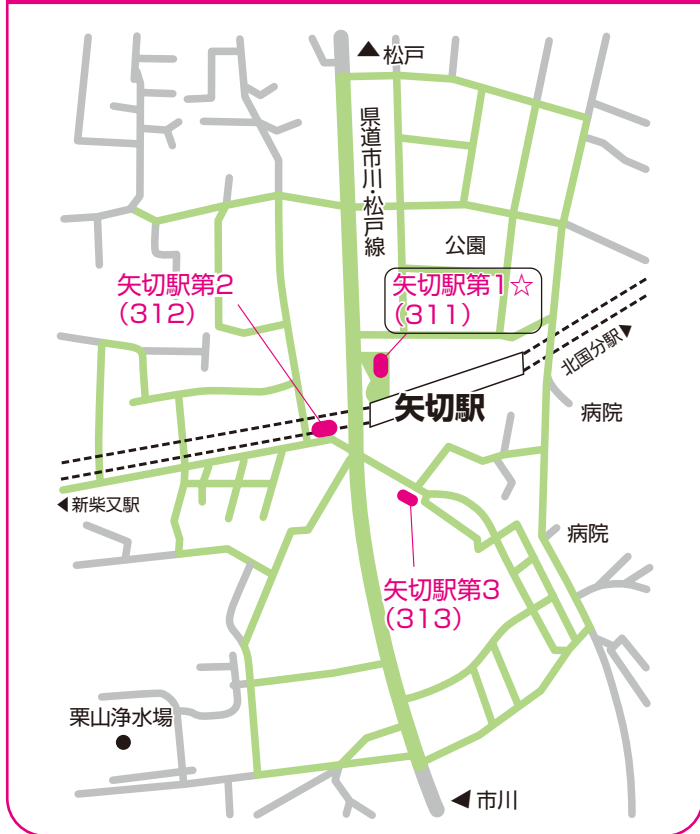 ▲松戸
県道市川・松戸線
公園
矢切駅第2
（312）
矢切駅第1☆
（311）
北国分駅▶
矢切駅
病院
◀新柴又駅
病院
矢切駅第3
（313）
栗山浄水場
●
◀市川